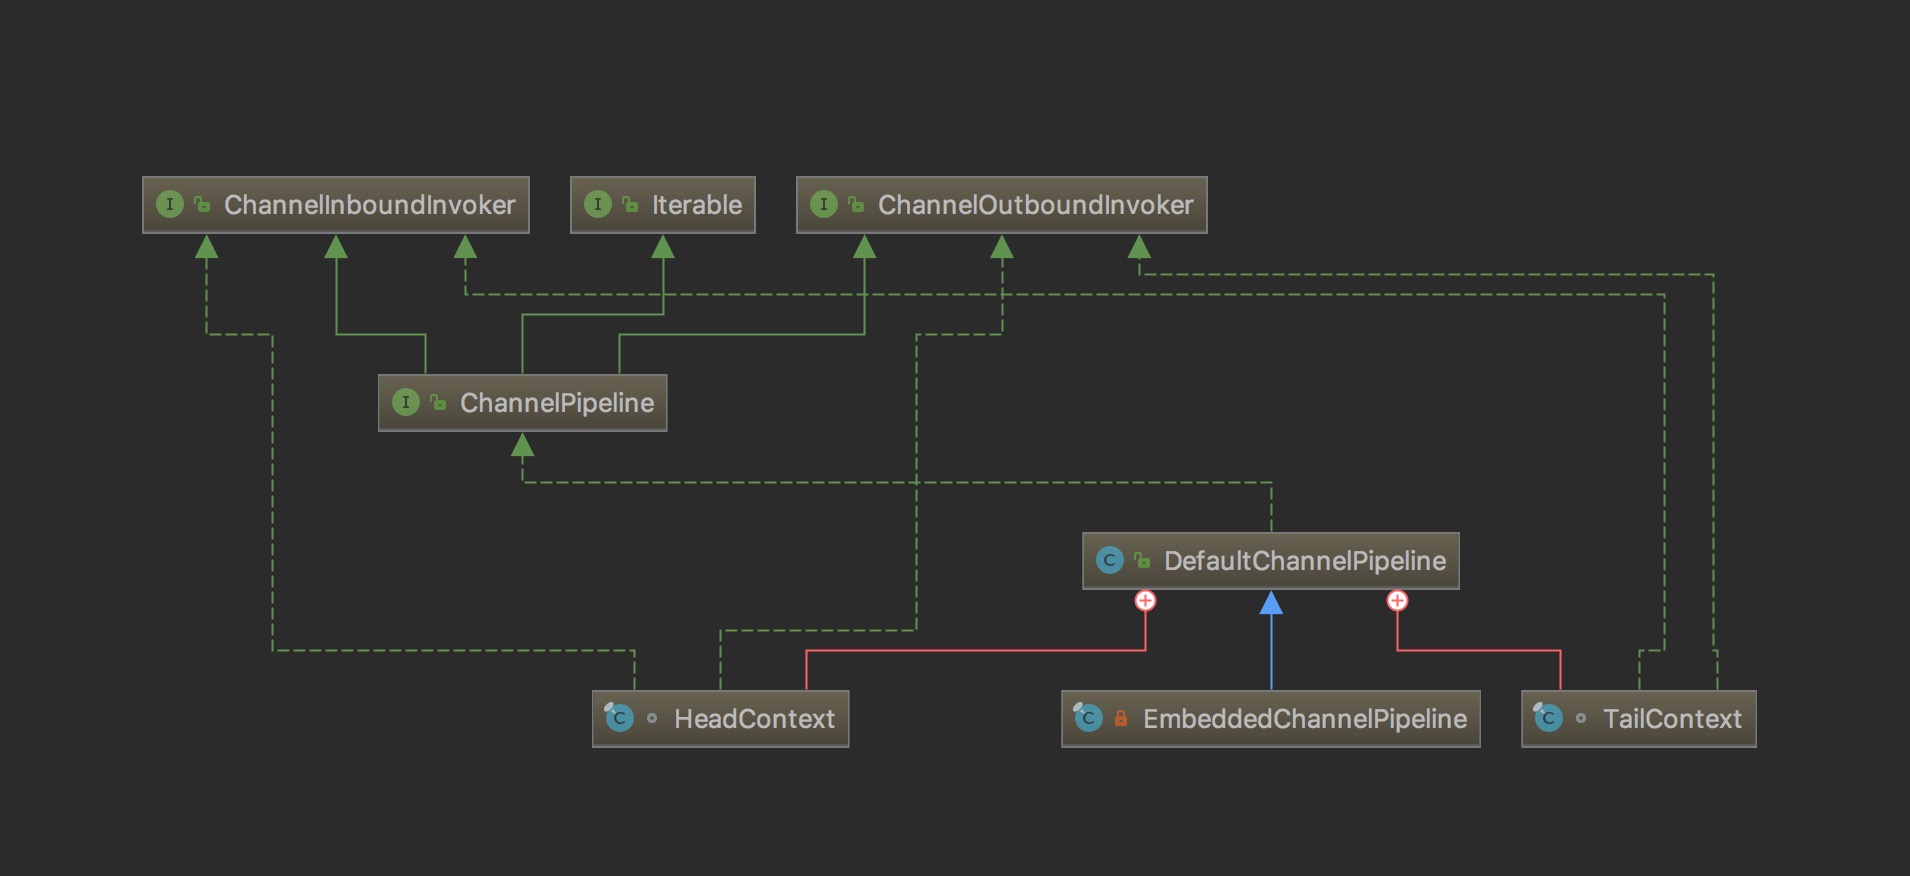 I ChannelInboundInvoker
I Iterable
I ChannelOutboundInvoker
I ChannelPipeline
C DefaultChannelPipeline
C HeadContext
C EmbeddedChannelPipeline
C TailContext